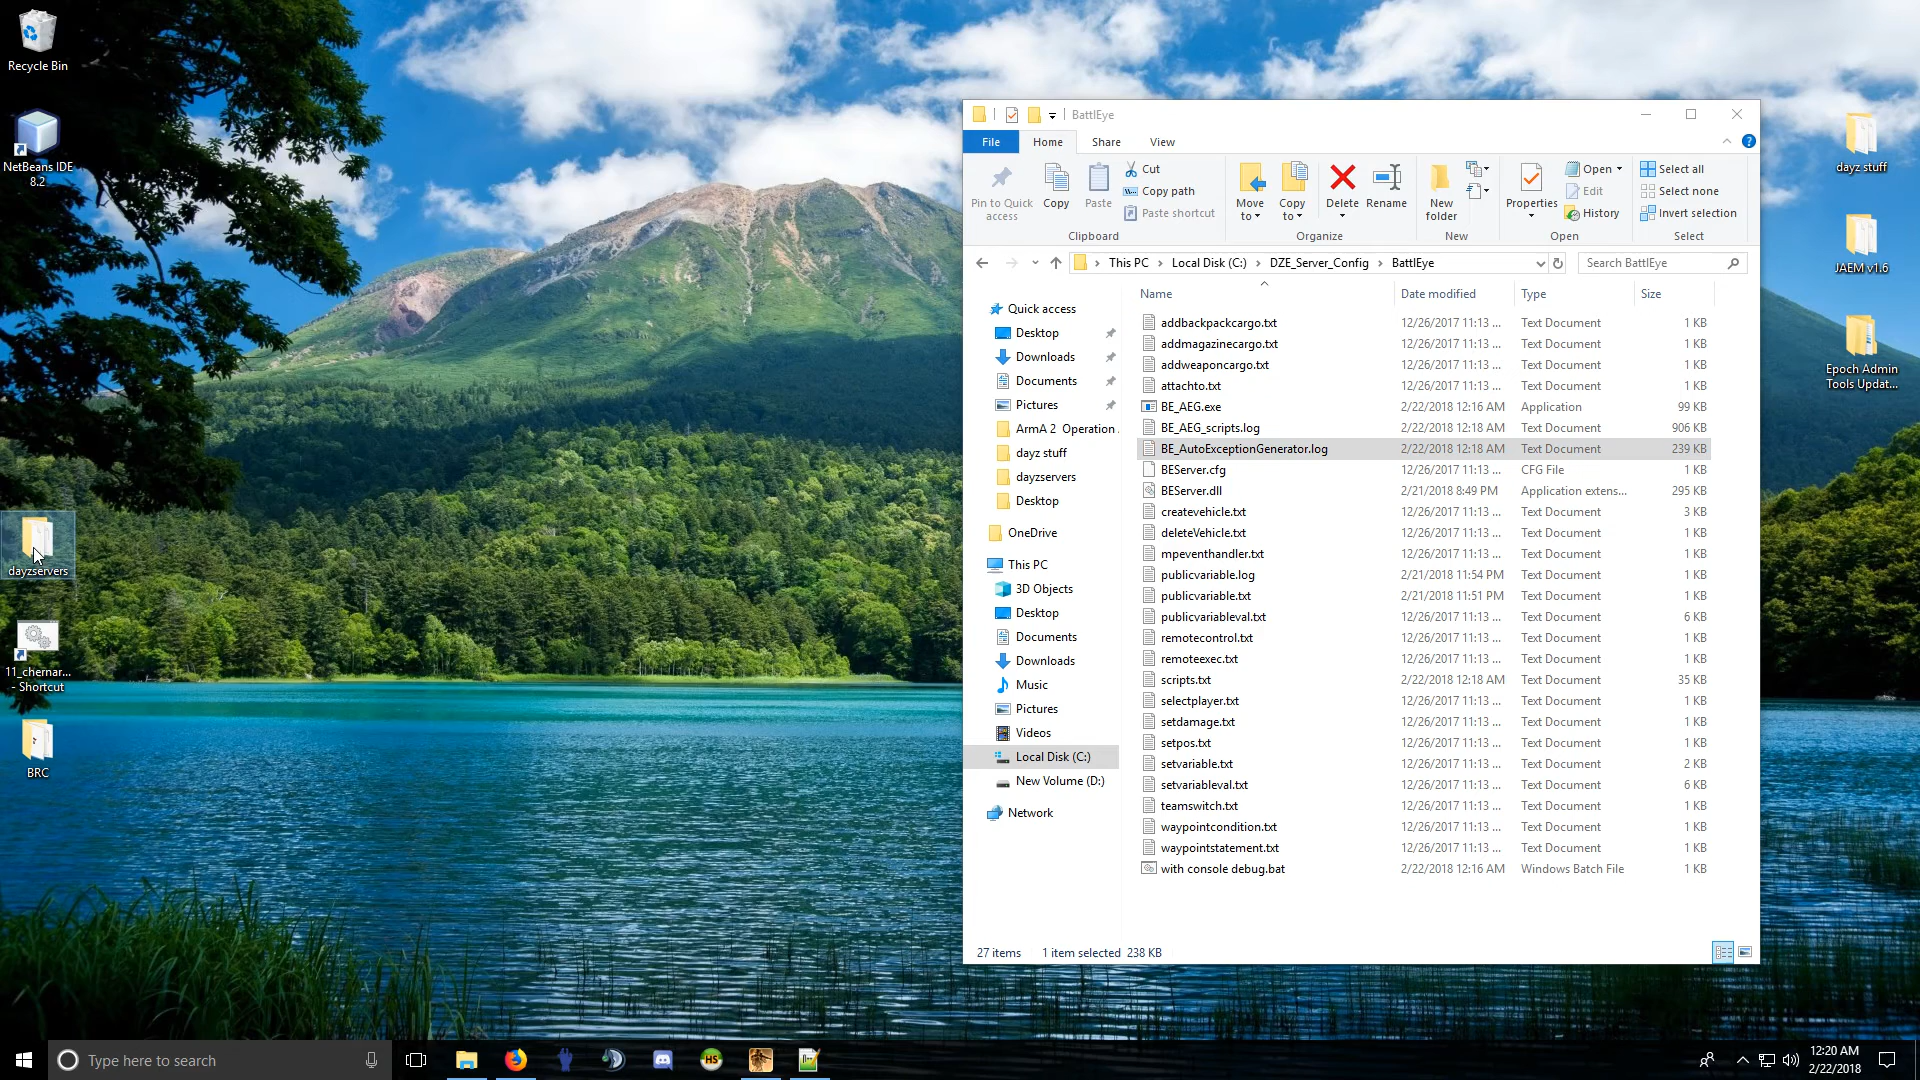 Recycle Bin
NetBeans IDE
8.2
dayzservers
11_chernar...
- Shortcut
BRC
BattlEye
File
Home
Share
View
Pin to Quick
access
Copy
Paste
Cut
Copy path
Paste shortcut
Clipboard
Move
to
Copy
to
Delete
Rename
Organize
New
folder
New
Properties
Open
Edit
History
Open
Select all
Select none
Invert selection
Select
This PC
Local Disk (C:)
DZE_Server_Config
BattlEye
Search BattlEye
Name
Date modified
Type
Size
Quick access
Desktop
Downloads
Documents
Pictures
ArmA 2 Operation
dayz stuff
dayzservers
Desktop
OneDrive
This PC
3D Objects
Desktop
Documents
Downloads
Music
Pictures
Videos
Local Disk (C:)
New Volume (D:)
Network
addbackpackcargo.txt 12/26/2017 11:13 ... Text Document 1 KB
addmagazinecargo.txt 12/26/2017 11:13 ... Text Document 1 KB
addweaponcargo.txt 12/26/2017 11:13 ... Text Document 1 KB
attachto.txt 12/26/2017 11:13 ... Text Document 1 KB
BE_AEG.exe 2/22/2018 12:16 AM Application 99 KB
BE_AEG_scripts.log 2/22/2018 12:18 AM Text Document 906 KB
BE_AutoExceptionGenerator.log 2/22/2018 12:18 AM Text Document 239 KB
BEServer.cfg 12/26/2017 11:13 ... CFG File 1 KB
BEServer.dll 2/21/2018 8:49 PM Application extens... 295 KB
createvehicle.txt 12/26/2017 11:13 ... Text Document 3 KB
deleteVehicle.txt 12/26/2017 11:13 ... Text Document 1 KB
mpeventhandler.txt 12/26/2017 11:13 ... Text Document 1 KB
publicvariable.log 2/21/2018 11:54 PM Text Document 1 KB
publicvariable.txt 2/21/2018 11:51 PM Text Document 1 KB
publicvariableval.txt 12/26/2017 11:13 ... Text Document 6 KB
remotecontrol.txt 12/26/2017 11:13 ... Text Document 1 KB
remoteexec.txt 12/26/2017 11:13 ... Text Document 1 KB
scripts.txt 2/22/2018 12:18 AM Text Document 35 KB
selectplayer.txt 12/26/2017 11:13 ... Text Document 1 KB
setdamage.txt 12/26/2017 11:13 ... Text Document 1 KB
setpos.txt 12/26/2017 11:13 ... Text Document 1 KB
setvariable.txt 12/26/2017 11:13 ... Text Document 2 KB
setvariableval.txt 12/26/2017 11:13 ... Text Document 6 KB
teamswitch.txt 12/26/2017 11:13 ... Text Document 1 KB
waypointcondition.txt 12/26/2017 11:13 ... Text Document 1 KB
waypointstatement.txt 12/26/2017 11:13 ... Text Document 1 KB
with console debug.bat 2/22/2018 12:16 AM Windows Batch File 1 KB
27 items 1 item selected 238 KB
dayz stuff
JAEM v1.6
Epoch Admin
Tools Updat...
Type here to search
HS
12:20 AM
2/22/2018